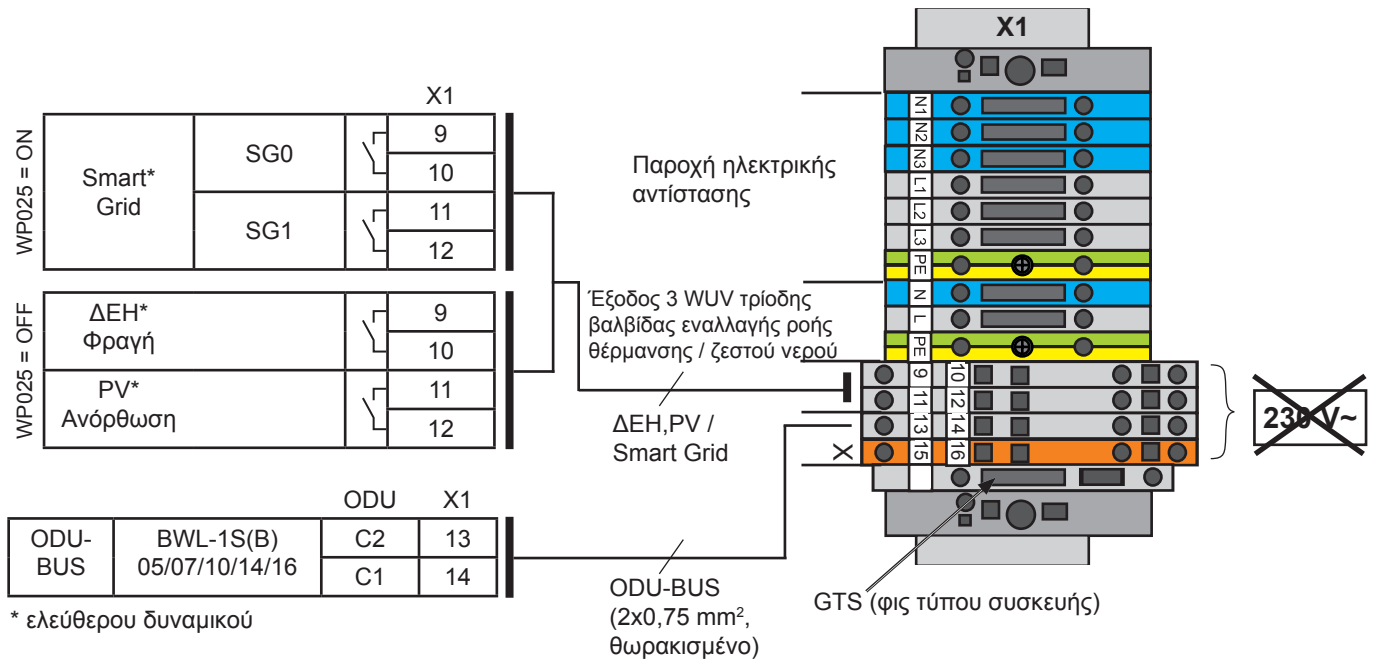 X1
WP025 = ON
Smart*
Grid
SG0
9
10
SG1
11
12
WP025 = OFF
ΔΕΗ*
Φραγή
9
10
PV*
Ανόρθωση
11
12
ODU
X1
ODU-
BUS
BWL-1S(B)
05/07/10/14/16
C2
13
C1
14
* ελεύθερου δυναμικού
Παροχή ηλεκτρικής
αντίστασης
Έξοδος 3 WUV τρίοδης
βαλβίδας εναλλαγής ροής
θέρμανσης / ζεστού νερού
ΔΕΗ,PV /
Smart Grid
ODU-BUS
(2x0,75 mm²,
θωρακισμένο)
X1
N1
N2
N3
L1
L2
L3
PE
N
L
PE
9 10
11 12
13 14
X 15 16
230 V~
GTS (φις τύπου συσκευής)